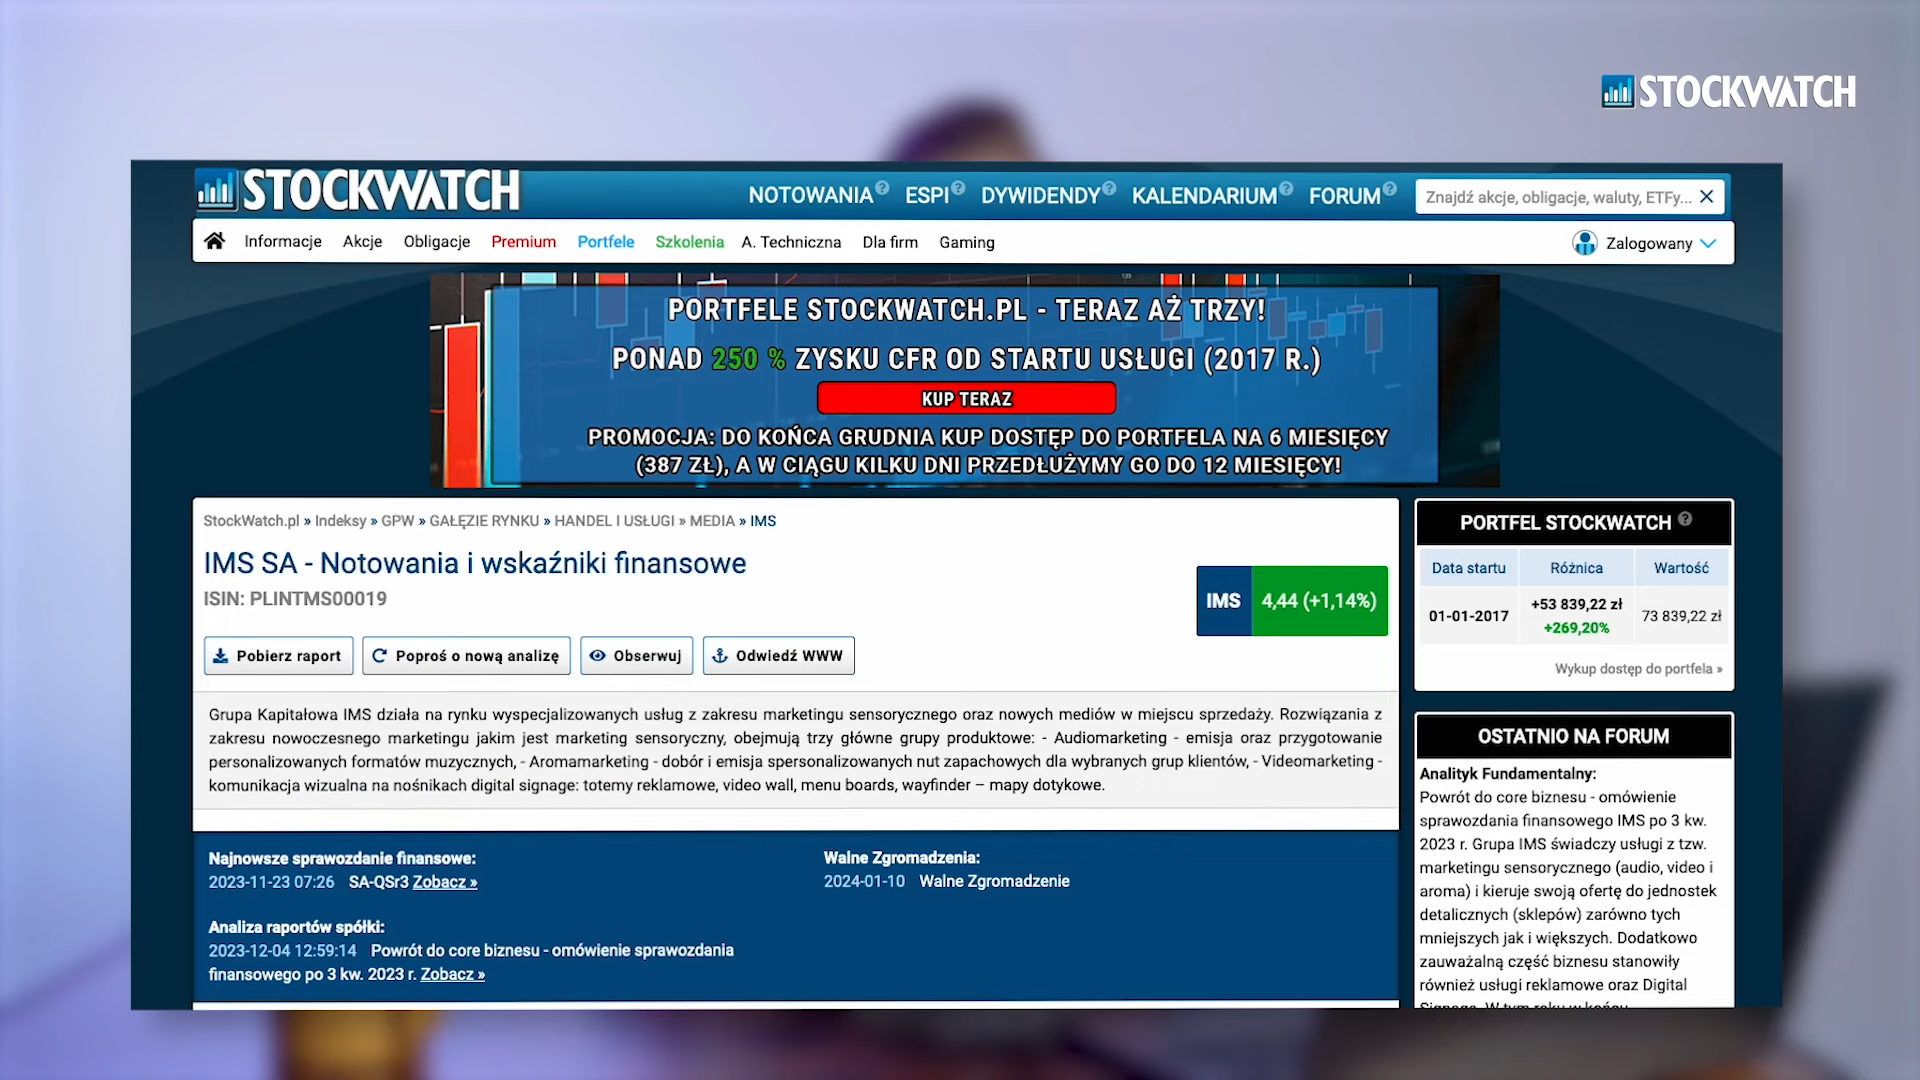 STOCKWATCH
STOCKWATCH
NOTOWANIA ESPI DYWIDENDY KALENDARIUM FORUM
Znajdź akcje, obligacje, waluty, ETFy...
Informacje Akcje Obligacje Premium Portfele Szkolenia A. Techniczna Dla firm Gaming
Zalogowany
PORTFELE STOCKWATCH.PL - TERAZ AŻ TRZY!
PONAD 250 % ZYSKU CFR OD STARTU USŁUGI (2017 R.)
KUP TERAZ
PROMOCJA: DO KOŃCA GRUDNIA KUP DOSTĘP DO PORTFELA NA 6 MIESIĘCY
(387 ZŁ), A W CIĄGU KILKU DNI PRZEDŁUŻYMY GO DO 12 MIESIĘCY!
StockWatch.pl » Indeksy » GPW » GAŁĘZIE RYNKU » HANDEL I USŁUGI » MEDIA » IMS
IMS SA - Notowania i wskaźniki finansowe
ISIN: PLINTMS00019
IMS 4,44 (+1,14%)
Pobierz raport Poproś o nową analizę Obserwuj Odwiedź WWW
Grupa Kapitałowa IMS działa na rynku wyspecjalizowanych usług z zakresu marketingu sensorycznego oraz nowych mediów w miejscu sprzedaży. Rozwiązania z
zakresu nowoczesnego marketingu jakim jest marketing sensoryczny, obejmują trzy główne grupy produktowe: - Audiomarketing - emisja oraz przygotowanie
personalizowanych formatów muzycznych, - Aromamarketing - dobór i emisja spersonalizowanych nut zapachowych dla wybranych grup klientów, - Videomarketing -
komunikacja wizualna na nośnikach digital signage: totemy reklamowe, video wall, menu boards, wayfinder – mapy dotykowe.
Najnowsze sprawozdanie finansowe:
2023-11-23 07:26 SA-QSr3 Zobacz »
Walne Zgromadzenia:
2024-01-10 Walne Zgromadzenie
Analiza raportów spółki:
2023-12-04 12:59:14 Powrót do core biznesu - omówienie sprawozdania
finansowego po 3 kw. 2023 r. Zobacz »
PORTFEL STOCKWATCH
Data startu Różnica Wartość
01-01-2017 +53 839,22 zł 73 839,22 zł
+269,20%
Wykup dostęp do portfela »
OSTATNIO NA FORUM
Analityk Fundamentalny:
Powrót do core biznesu - omówienie
sprawozdania finansowego IMS po 3 kw.
2023 r. Grupa IMS świadczy usługi z tzw.
marketingu sensorycznego (audio, video i
aroma) i kieruje swoją ofertę do jednostek
detalicznych (sklepów) zarówno tych
mniejszych jak i większych. Dodatkowo
zauważalną część biznesu stanowiły
również usługi reklamowe oraz Digital
Signage. W tym roku w końcu